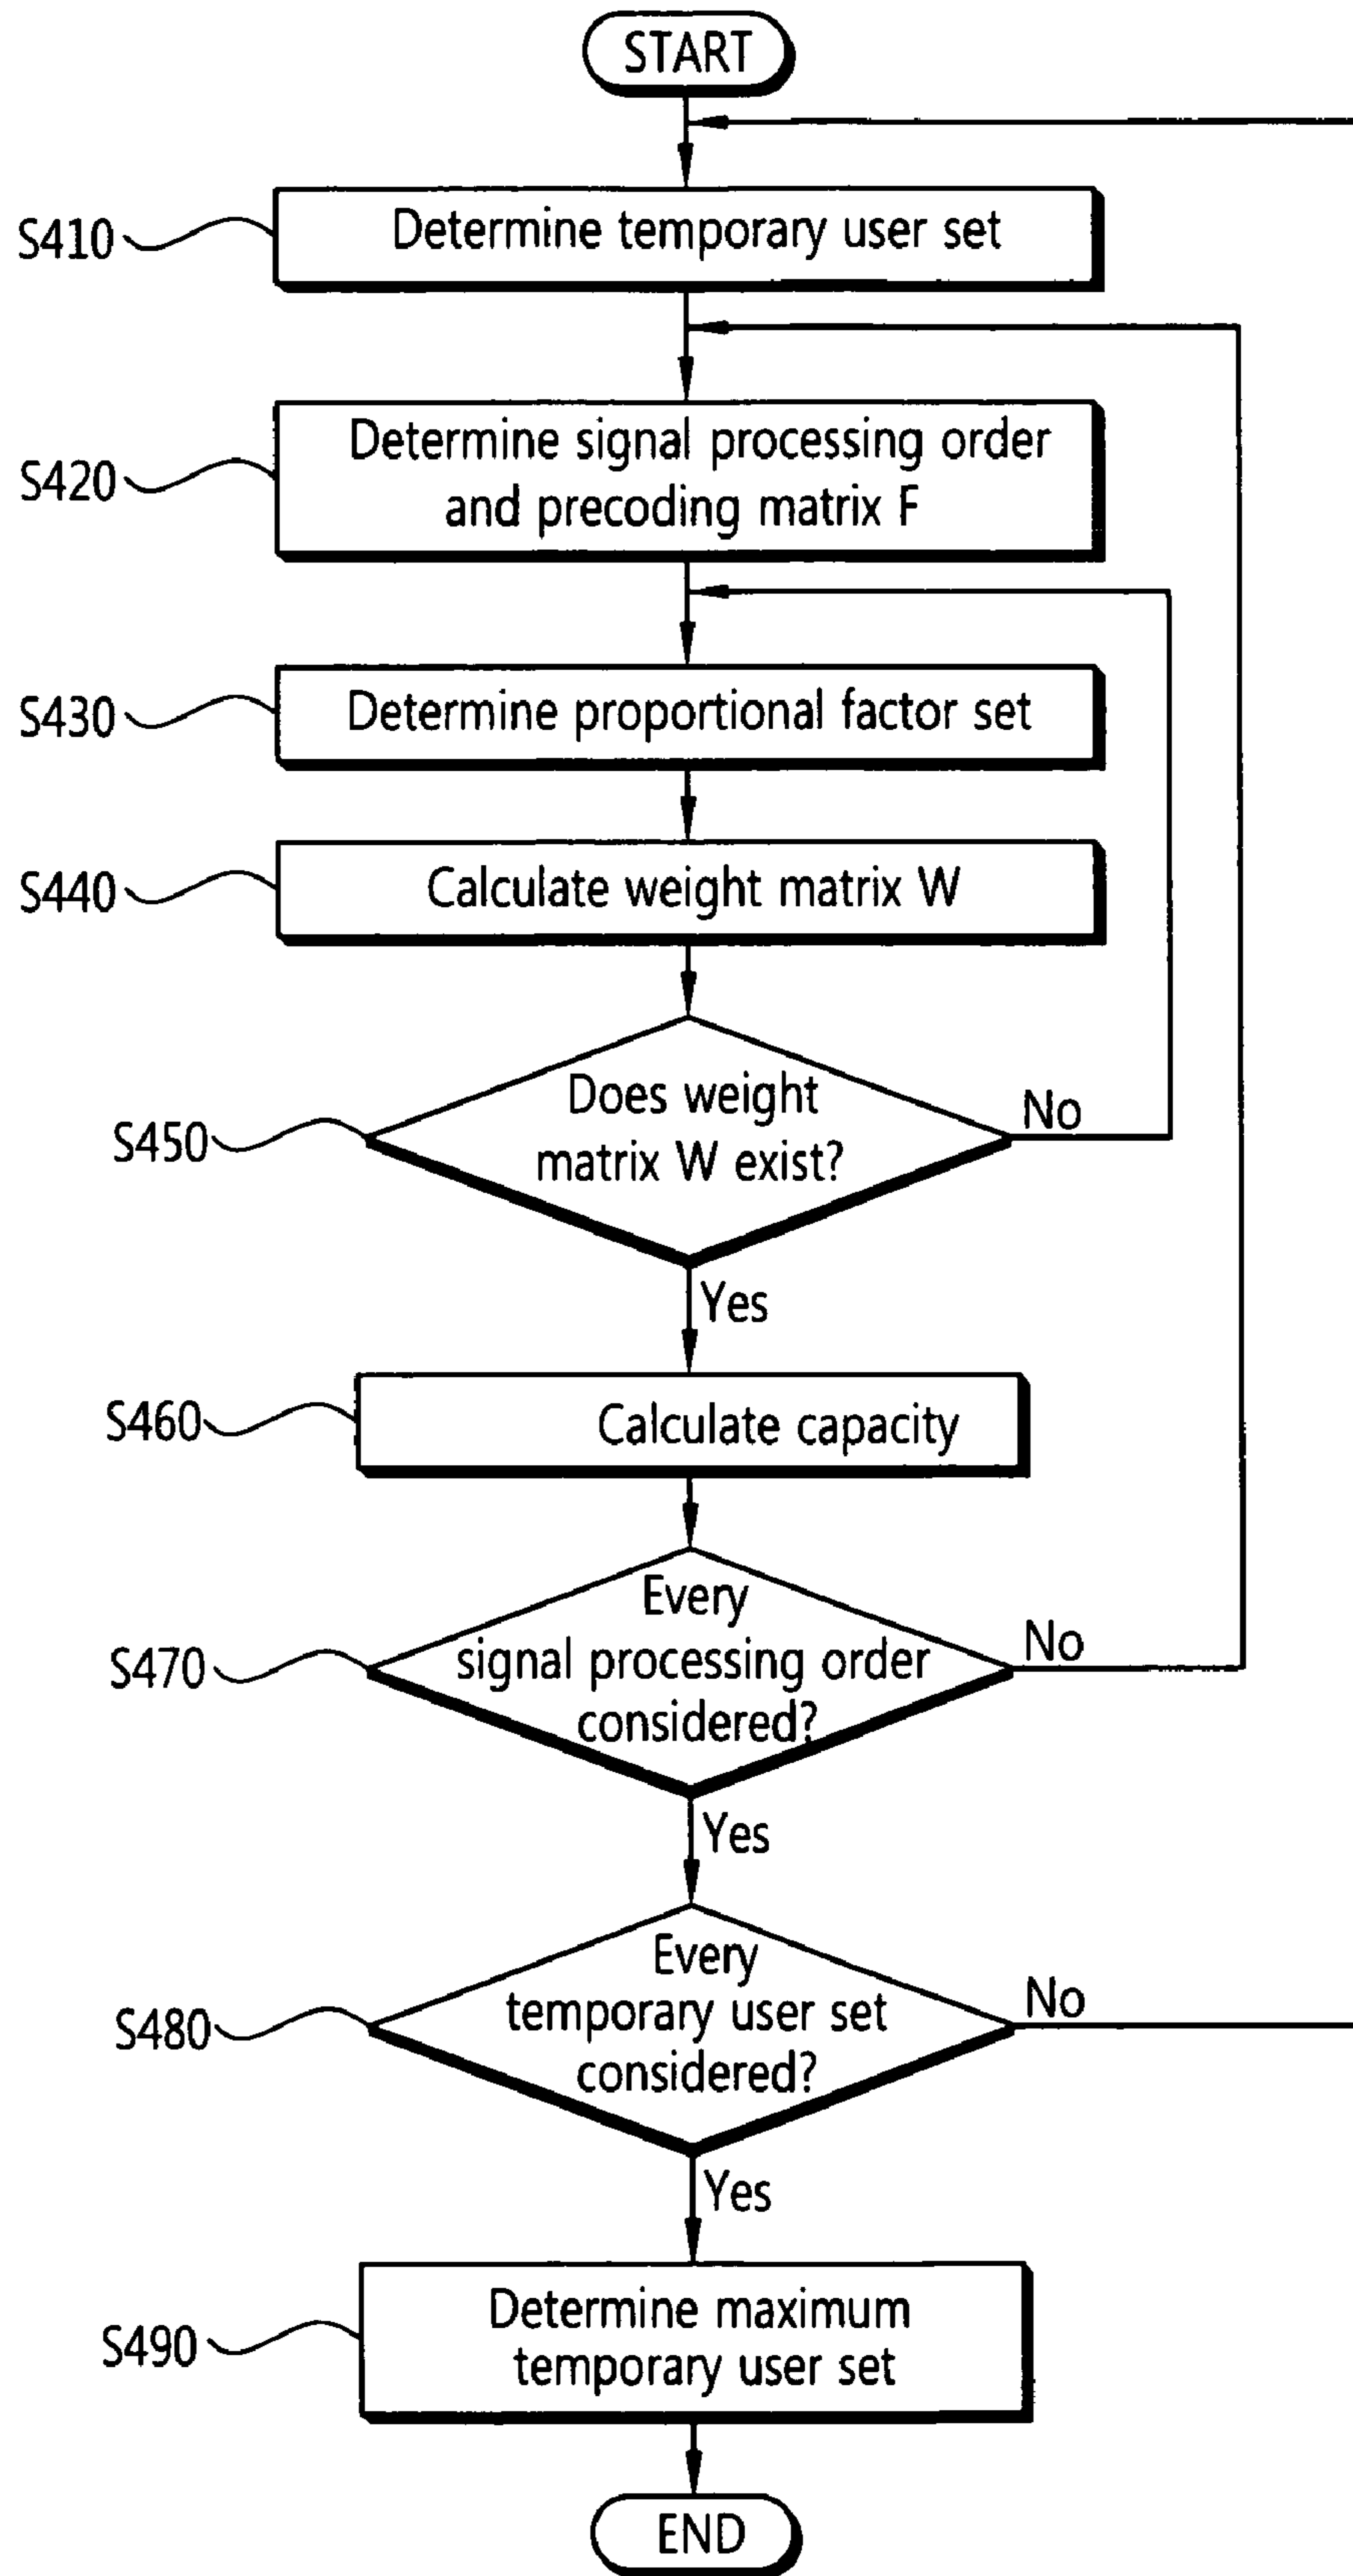 START
S410
Determine temporary user set
S420
Determine signal processing order
and precoding matrix F
S430
Determine proportional factor set
S440
Calculate weight matrix W
S450
Does weight
matrix W exist?
No
Yes
S460
Calculate capacity
S470
Every
signal processing order
considered?
No
Yes
S480
Every
temporary user set
considered?
No
Yes
S490
Determine maximum
temporary user set
END